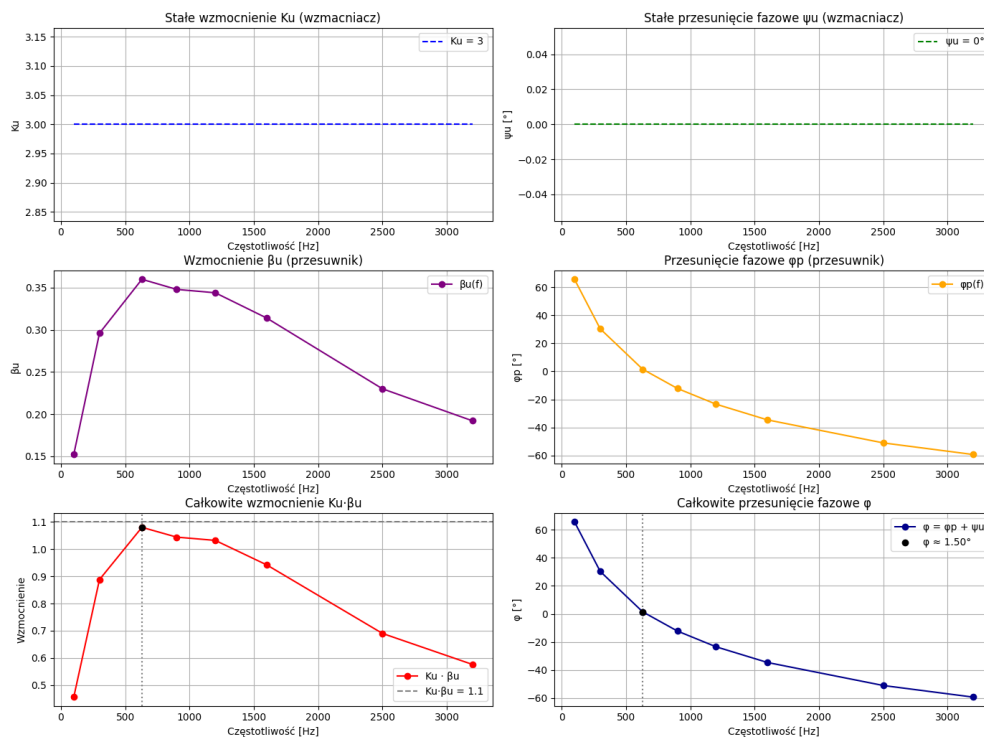 Stałe wzmocnienie Ku (wzmacniacz)
3.15
3.10
3.05
3.00
2.95
2.90
2.85
Ku
Ku = 3
0 500 1000 1500 2000 2500 3000
Częstotliwość [Hz]
Stałe przesunięcie fazowe ψu (wzmacniacz)
0.04
0.02
0.00
−0.02
−0.04
ψu [°]
ψu = 0°
0 500 1000 1500 2000 2500 3000
Częstotliwość [Hz]
Wzmocnienie βu (przesuwnik)
0.35
0.30
0.25
0.20
0.15
βu
βu(f)
0 500 1000 1500 2000 2500 3000
Częstotliwość [Hz]
Przesunięcie fazowe φp (przesuwnik)
60
40
20
0
−20
−40
−60
φp [°]
φp(f)
0 500 1000 1500 2000 2500 3000
Częstotliwość [Hz]
Całkowite wzmocnienie Ku·βu
1.1
1.0
0.9
0.8
0.7
0.6
0.5
Wzmocnienie
Ku · βu
Ku·βu = 1.1
0 500 1000 1500 2000 2500 3000
Częstotliwość [Hz]
Całkowite przesunięcie fazowe φ
60
40
20
0
−20
−40
−60
φ [°]
φ = φp + ψu
φ ≈ 1.50°
0 500 1000 1500 2000 2500 3000
Częstotliwość [Hz]